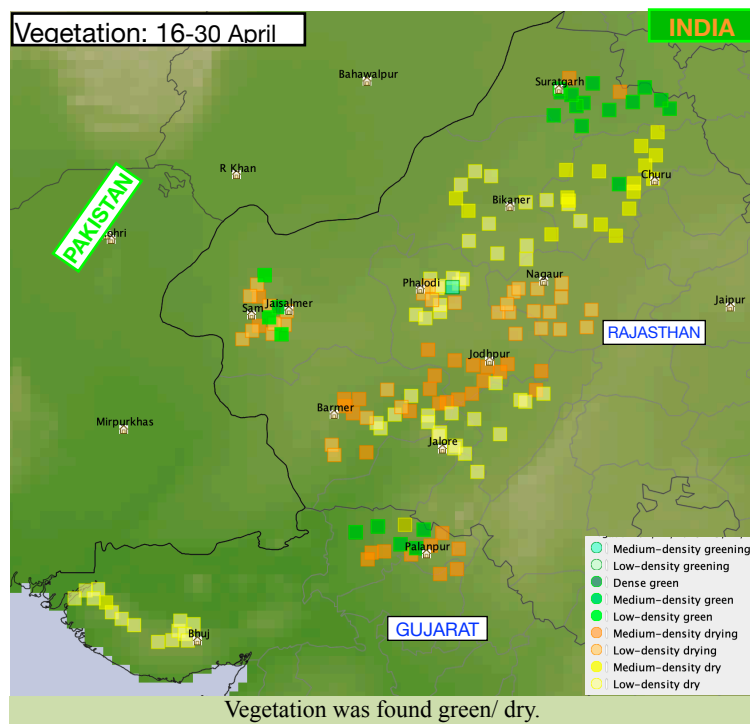 Vegetation: 16-30 April
INDIA
Bahawalpur
Suratgarh
R Khan
Churu
Bikaner
PAKISTAN
Phalodi
Nagaur
Sam
Jaisalmer
Jaipur
RAJASTHAN
Jodhpur
Barmer
Mirpurkhas
Jalore
Palanpur
Medium-density greening
Low-density greening
Dense green
Medium-density green
Low-density green
Medium-density drying
Low-density drying
Medium-density dry
Low-density dry
GUJARAT
Bhuj
Vegetation was found green/ dry.